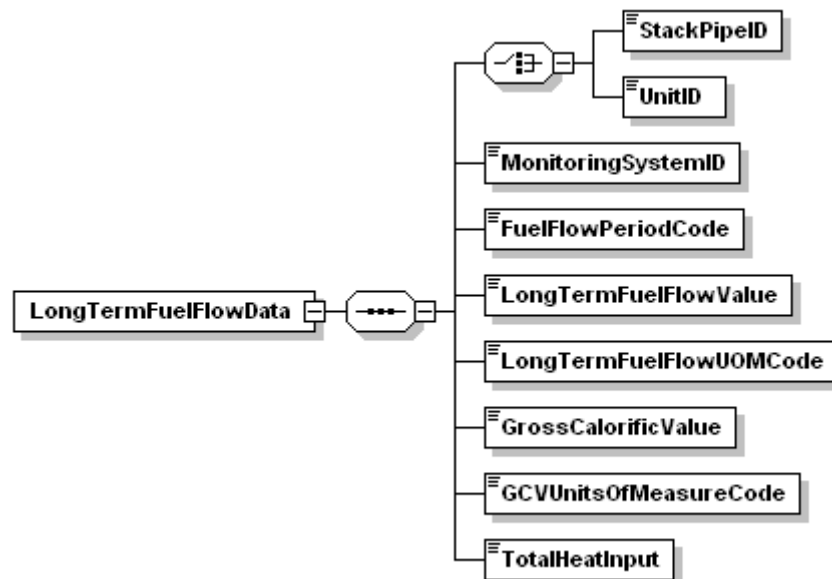 StackPipeID
UnitID
MonitoringSystemID
FuelFlowPeriodCode
LongTermFuelFlowData
LongTermFuelFlowValue
LongTermFuelFlowUOMCode
GrossCalorificValue
GCVUnitsOfMeasureCode
TotalHeatInput